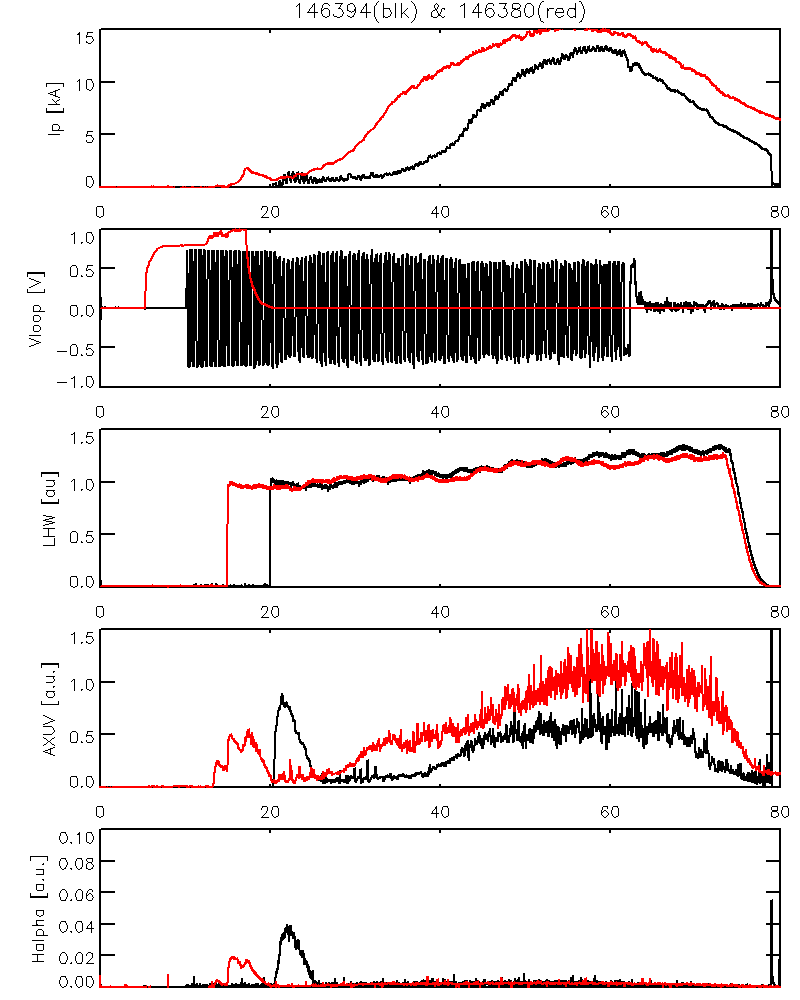 146394(blk) & 146380(red)
15
10
5
0
Ip [kA]
0 20 40 60 80
1.0
0.5
0.0
-0.5
-1.0
Vloop [V]
0 20 40 60 80
1.5
1.0
0.5
0.0
LHW [au]
0 20 40 60 80
1.5
1.0
0.5
0.0
AXUV [a.u.]
0 20 40 60 80
0.10
0.08
0.06
0.04
0.02
0.00
Halpha [a.u.]